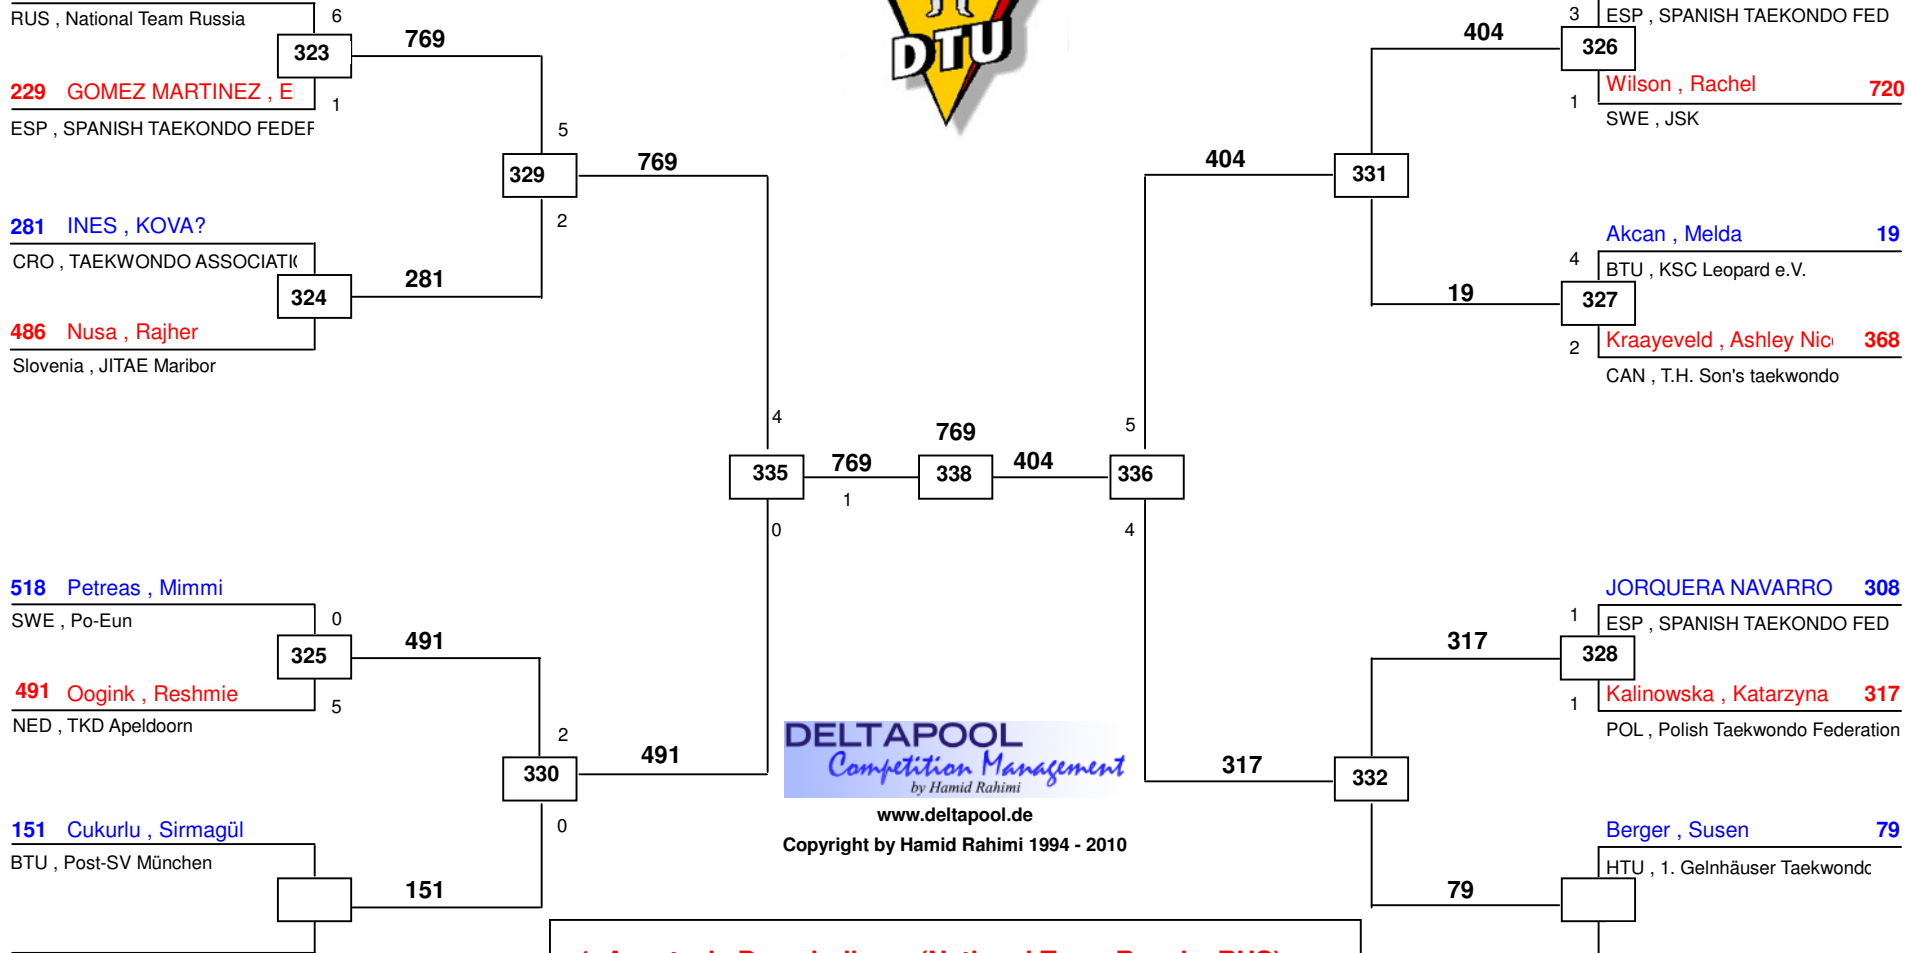 RUS , National Team Russia
6
323
769
229 GOMEZ MARTINEZ , E
1
ESP , SPANISH TAEKONDO FEDER
5
329
769
2
281 INES , KOVA?
CRO , TAEKWONDO ASSOCIATI
324
281
486 Nusa , Rajher
Slovenia , JITAE Maribor
4
335
769
1
0
518 Petreas , Mimmi
SWE , Po-Eun
0
325
491
491 Oogink , Reshmie
5
NED , TKD Apeldoorn
2
330
491
0
151 Cukurlu , Sirmagül
BTU , Post-SV München
151
DTU
769
338
404
DELTAPOOL
Competition Management
by Hamid Rahimi
www.deltapool.de
Copyright by Hamid Rahimi 1994 - 2010
3
ESP , SPANISH TAEKONDO FED
404
326
Wilson , Rachel 720
1
SWE , JSK
404
331
Akcan , Melda 19
4
BTU , KSC Leopard e.V.
19
327
Kraayeveld , Ashley Nic 368
2
CAN , T.H. Son's taekwondo
5
336
4
JORQUERA NAVARRO 308
1
ESP , SPANISH TAEKONDO FED
317
328
Kalinowska , Katarzyna 317
1
POL , Polish Taekwondo Federation
317
332
Berger , Susen 79
HTU , 1. Gelnhäuser Taekwondo
79